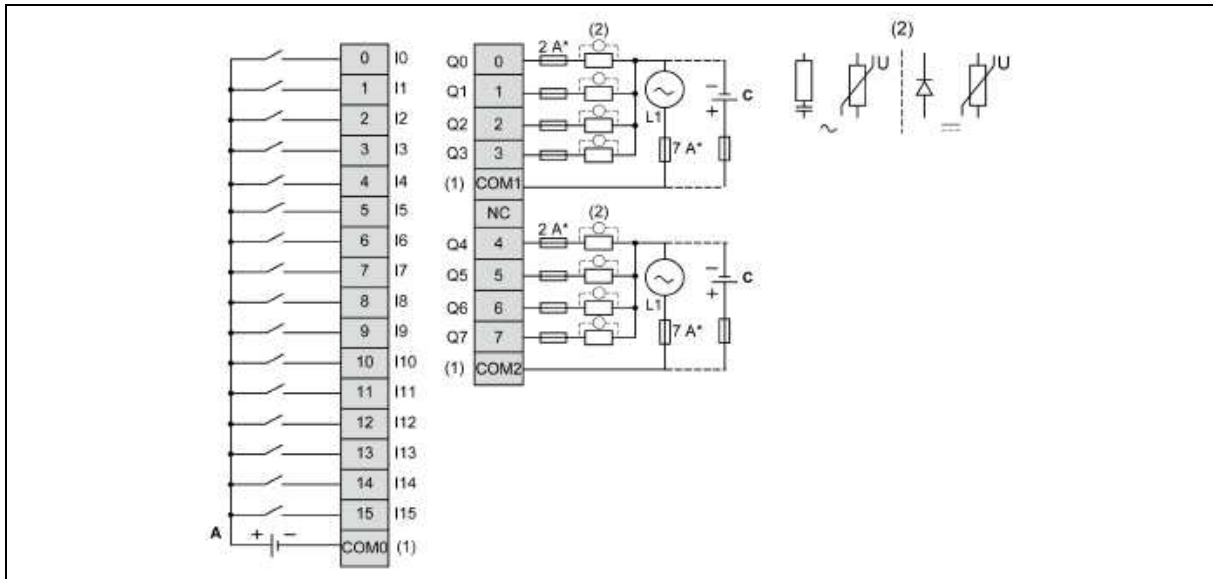 (2)
(2)
0 I0
1 I1
2 I2
3 I3
4 I4
5 I5
6 I6
7 I7
8 I8
9 I9
10 I10
11 I11
12 I12
13 I13
14 I14
15 I15
A + −
COM0 (1)
2 A*
Q0 0
Q1 1
Q2 2
Q3 3
(1) COM1
NC
L1
7 A*
−
+
C
(2)
2 A*
Q4 4
Q5 5
Q6 6
Q7 7
(1) COM2
L1
7 A*
−
+
C
U
U
~